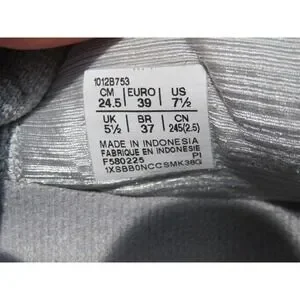 1012B753
CM EURO US
24.5 39 7½
UK BR CN
5½ 37 245(2.5)
MADE IN INDONESIA
FABRIQUE EN INDONESIE
F580225 PI
1XSBB0NCCSMK38G